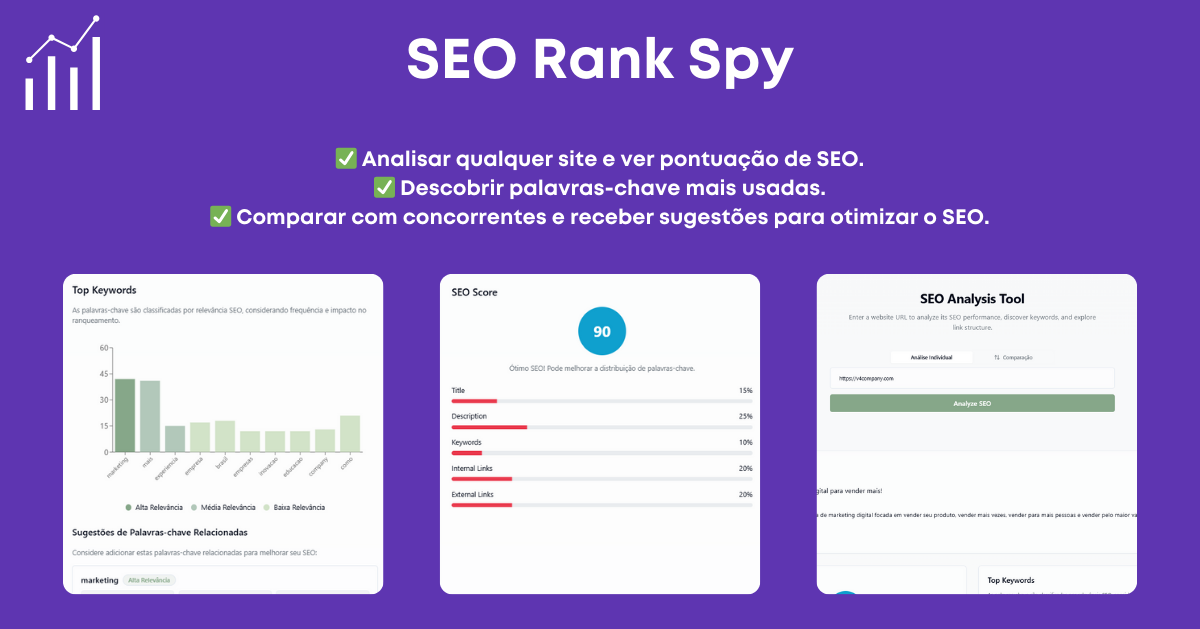 SEO Rank Spy
✅ Analisar qualquer site e ver pontuação de SEO.
✅ Descobrir palavras-chave mais usadas.
✅ Comparar com concorrentes e receber sugestões para otimizar o SEO.
Top Keywords
As palavras-chave são classificadas por relevância SEO, considerando frequência e impacto no
ranqueamento.
60
45
30
15
0
marketing
mais
experiencia
empresa
brasil
empresas
inovacao
educacao
company
como
Alta Relevância
Média Relevância
Baixa Relevância
Sugestões de Palavras-chave Relacionadas
Considere adicionar estas palavras-chave relacionadas para melhorar seu SEO:
marketing Alta Relevância
SEO Score
90
Ótimo SEO! Pode melhorar a distribuição de palavras-chave.
Title 15%
Description 25%
Keywords 10%
Internal Links 20%
External Links 20%
SEO Analysis Tool
Enter a website URL to analyze its SEO performance, discover keywords, and explore
link structure.
Análise Individual
Comparação
https://v4company.com
Analyze SEO
gital para vender mais!
de marketing digital focada em vender seu produto, vender mais vezes, vender para mais pessoas e vender pelo maior
Top Keywords